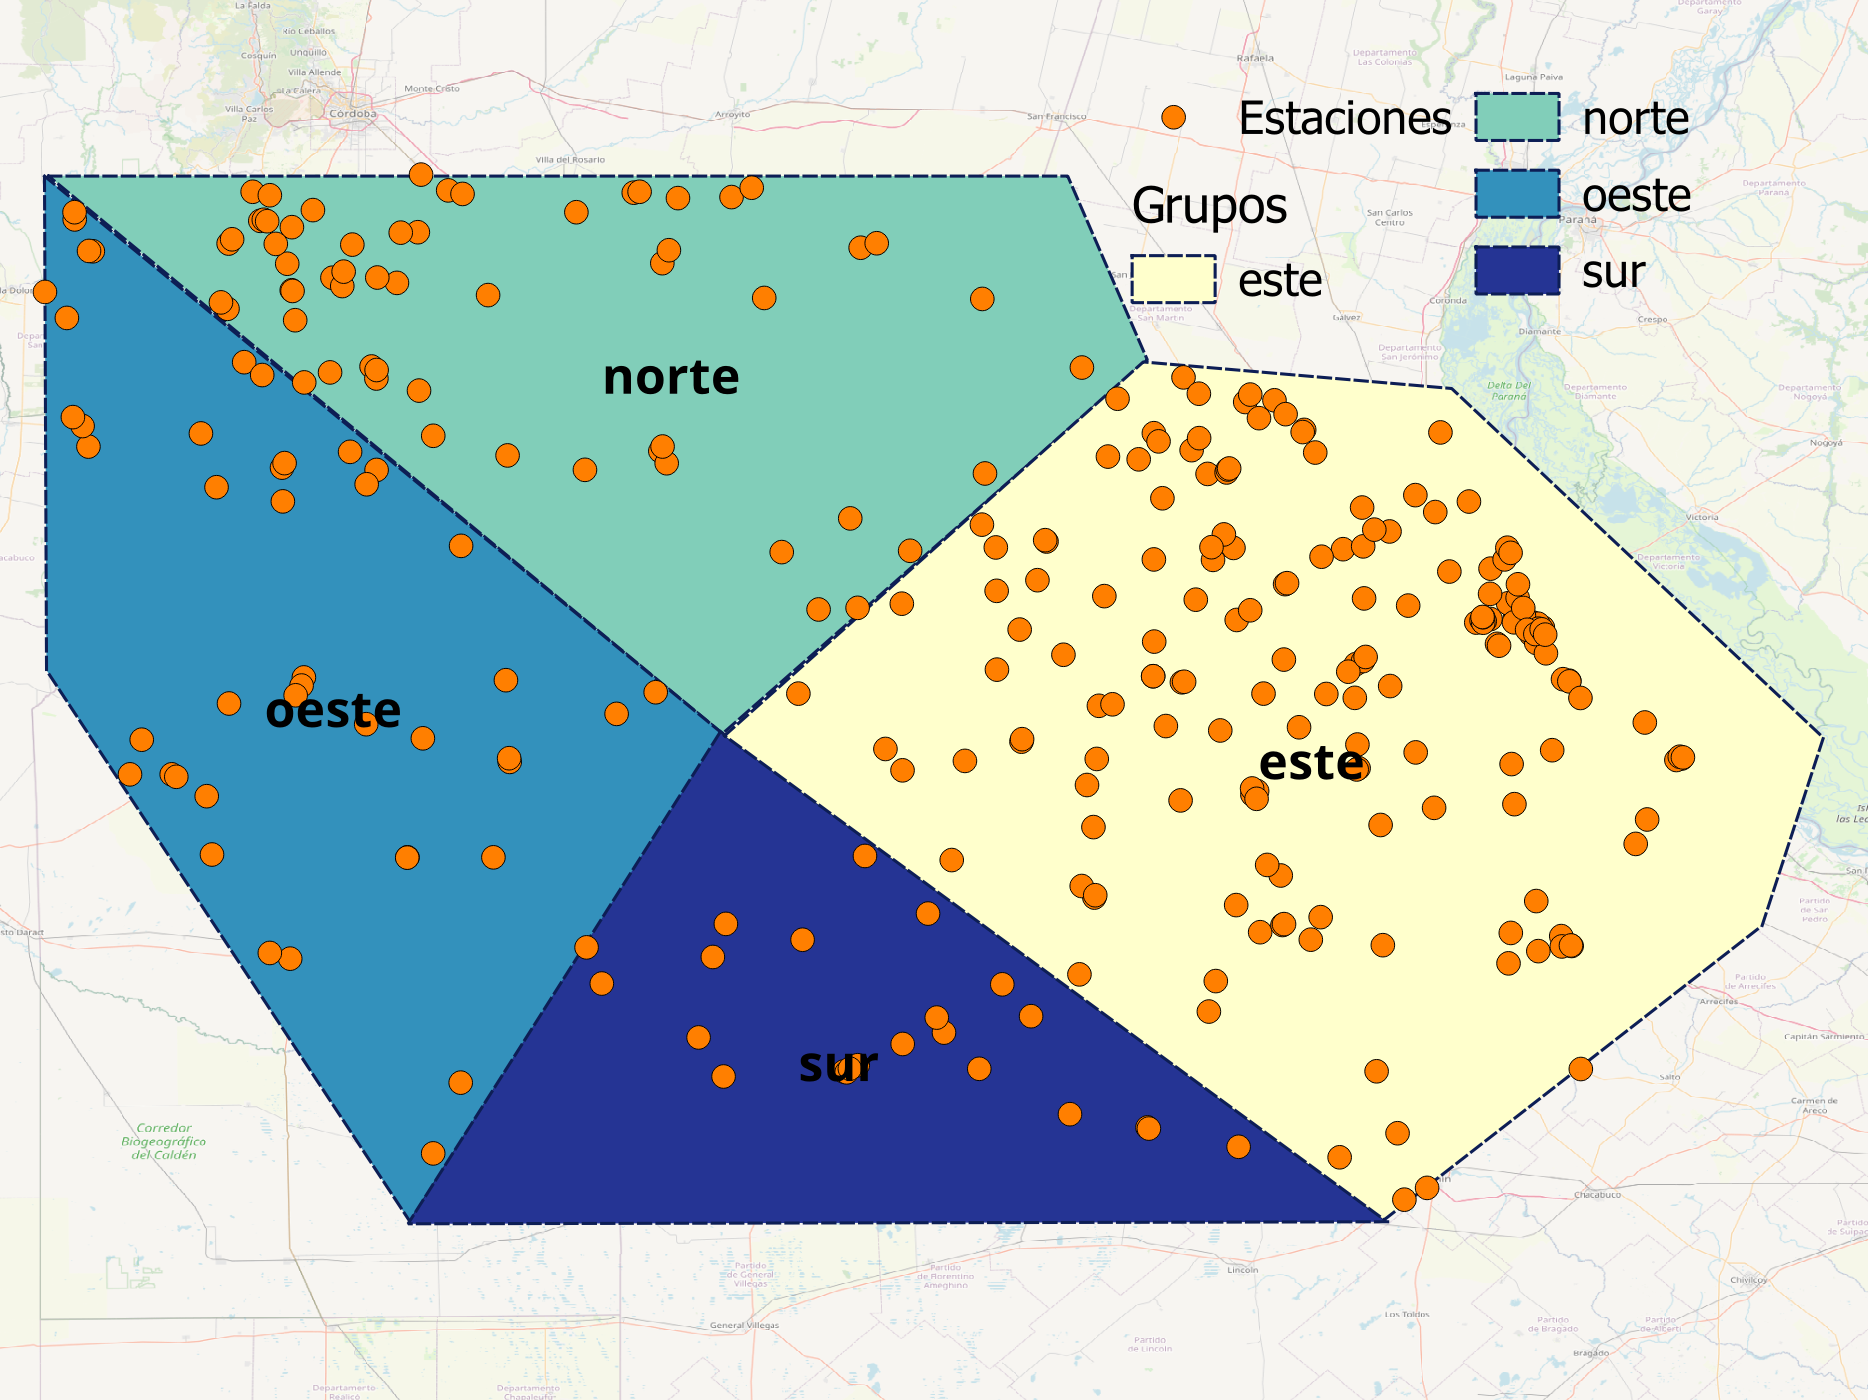 La Falda
Río Ceballos
Cosquín
Unquillo
Villa Allende
La Calera
Villa Carlos
Paz
Córdoba
Monte Cristo
Arroyito
Villa del Rosario
San Francisco
Rafaela
Departamento
Las Colonias
Departamento
Garay
Laguna Paiva
Esperanza
Departamento
Paraná
Paraná
San Carlos
Centro
Coronda
Departamento
San Martín
Gálvez
Departamento
San Jerónimo
Diamante
Crespo
Departamento
Diamante
Departamento
Nogoyá
Nogoyá
Delta Del
Paraná
Victoria
Departamento
Victoria
Estaciones
Grupos
este
norte
oeste
sur
norte
oeste
este
sur
Partido
de San
Pedro
Partido
de Arrecifes
Arrecifes
Capitán Sarmiento
Salto
Carmen de
Areco
Chacabuco
Corredor
Biogeográfico
del Caldén
Partido
de General
Villegas
Partido
de Florentino
Ameghino
Lincoln
Chivilcoy
General Villegas
Los Toldos
Partido
de Bragado
Partido
de Alberti
Partido
de Lincoln
Bragado
Departamento
Realicó
Departamento
Chapaleufú